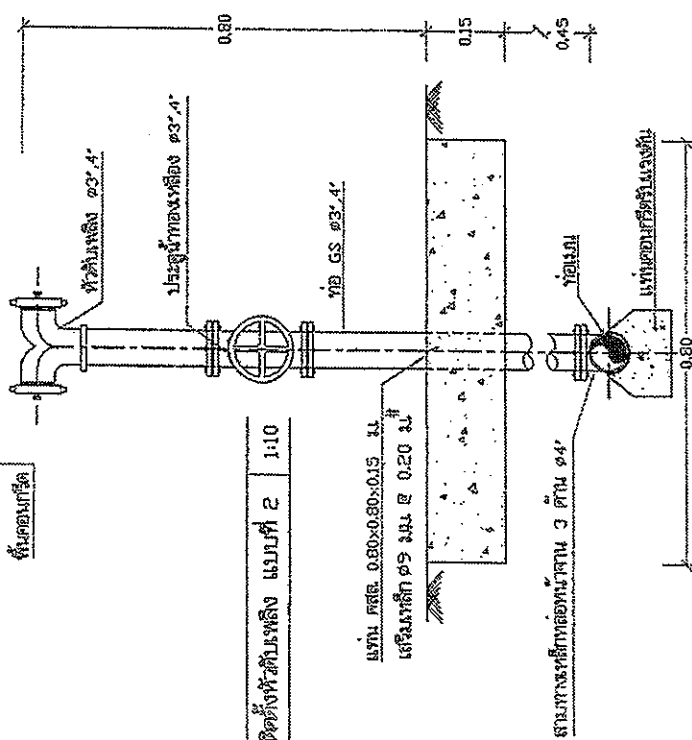 พื้นคอนกรีต
หัวดับเพลิง ø3",4"
ประตูน้ำทองเหลือง ø3",4"
ท่อ GS ø3",4"
0.80
0.15
0.45
ติดตั้งหัวดับเพลิง แบบที่ 2 1:10
แท่น คสล. 0.80x0.80x0.15 ม.
เสริมเหล็ก ø9 มม. @ 0.20 ม. #
ท่อเมน
แท่นคอนกรีตรับแรงดัน
สามทางเหล็กหล่อหน้าจาน 3 ด้าน ø4"
0.80